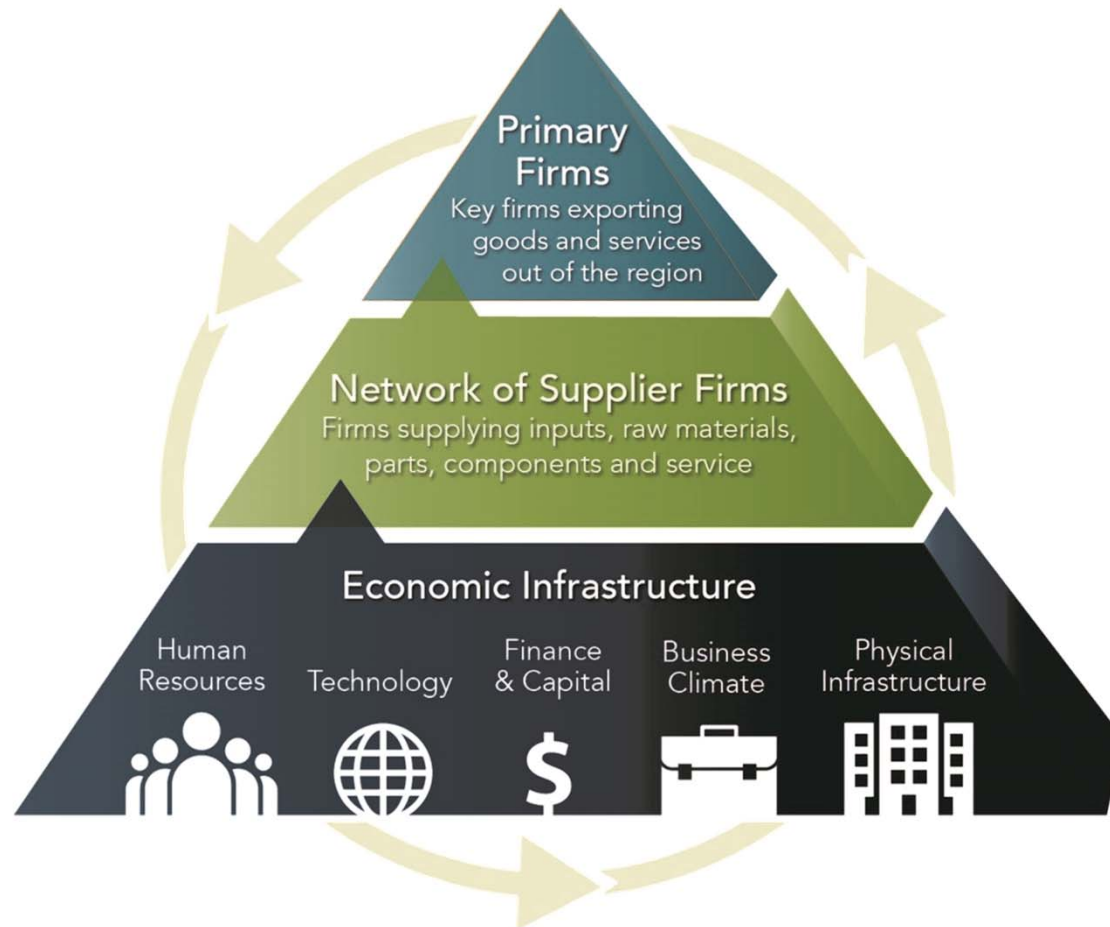 Primary
Firms
Key firms exporting
goods and services
out of the region
Network of Supplier Firms
Firms supplying inputs, raw materials,
parts, components and service
Economic Infrastructure
Human
Resources
Technology
Finance
& Capital
Business
Climate
Physical
Infrastructure
$